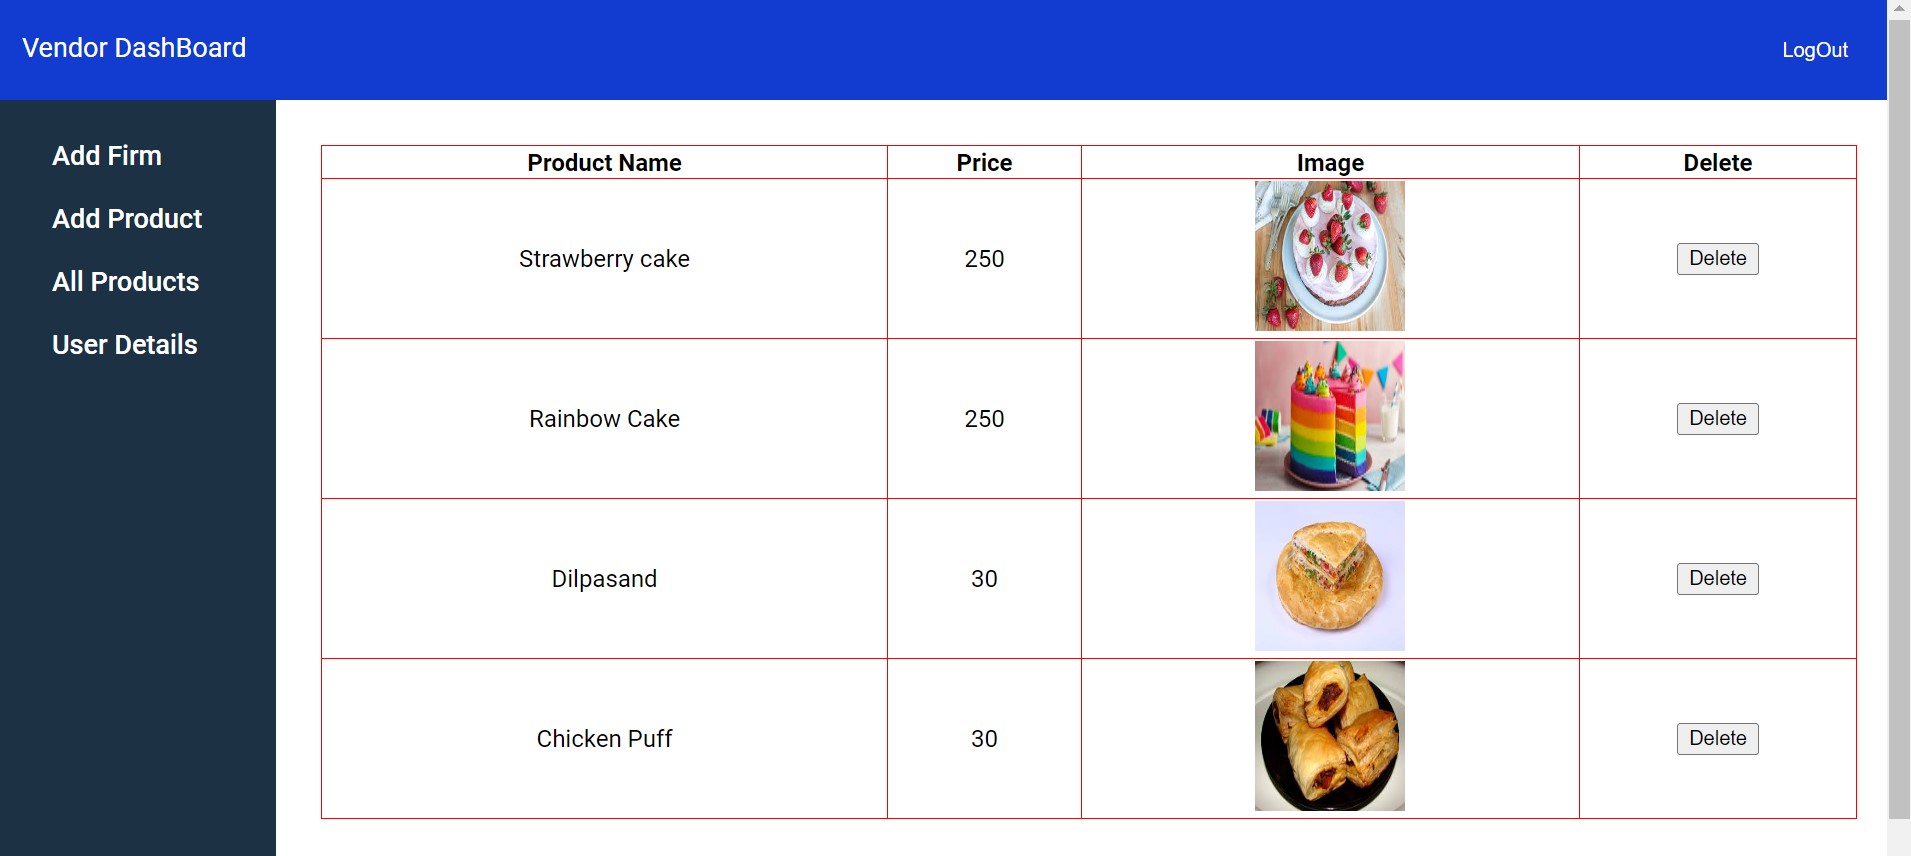 Vendor DashBoard
LogOut
Add Firm
Add Product
All Products
User Details
Product Name Price Image Delete
Strawberry cake 250 Delete
Rainbow Cake 250 Delete
Dilpasand 30 Delete
Chicken Puff 30 Delete